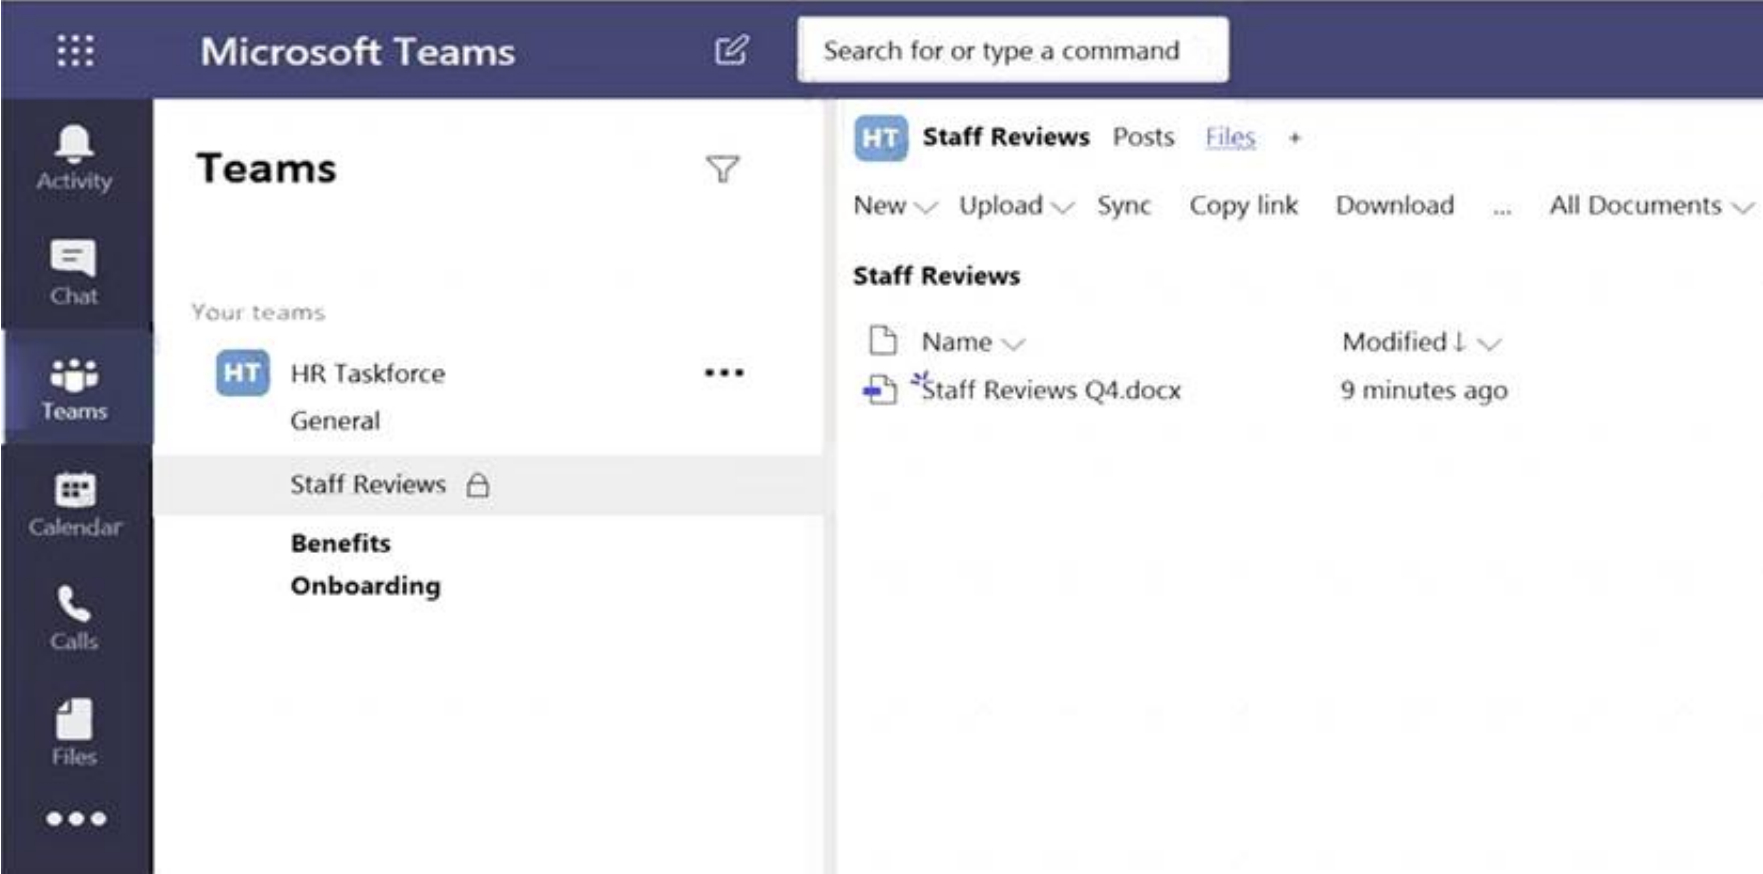 Microsoft Teams
Search for or type a command
Activity
Chat
Teams
Calendar
Calls
Files
Teams
Your teams
HT HR Taskforce
General
Staff Reviews
Benefits
Onboarding
HT Staff Reviews Posts Files +
New Upload Sync Copy link Download ... All Documents
Staff Reviews
Name Modified ↓
Staff Reviews Q4.docx 9 minutes ago